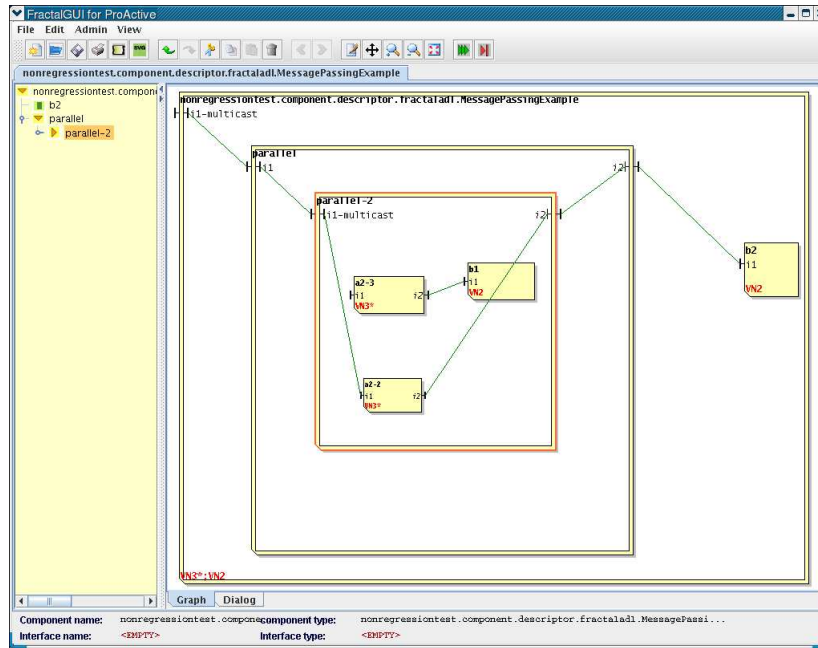 FractalGUI for ProActive
File Edit Admin View
SVG
nonregressiontest.component.descriptor.fractaladl.MessagePassingExample
nonregressiontest.compon
b2
parallel
parallel-2
nonregressiontest.component.descriptor.fractaladl.MessagePassingExample
i1-multicast
parallel
i1 i2
parallel-2
i1-multicast i2
b2
i1
VN2
b1
i1
VN2
a2-3
i1 i2
VN3*
a2-2
i1 i2
VN3*
VN3*;VN2
Graph Dialog
Component name: nonregressiontest.compone component type: nonregressiontest.component.descriptor.fractaladl.MessagePassi...
Interface name: <EMPTY> Interface type: <EMPTY>